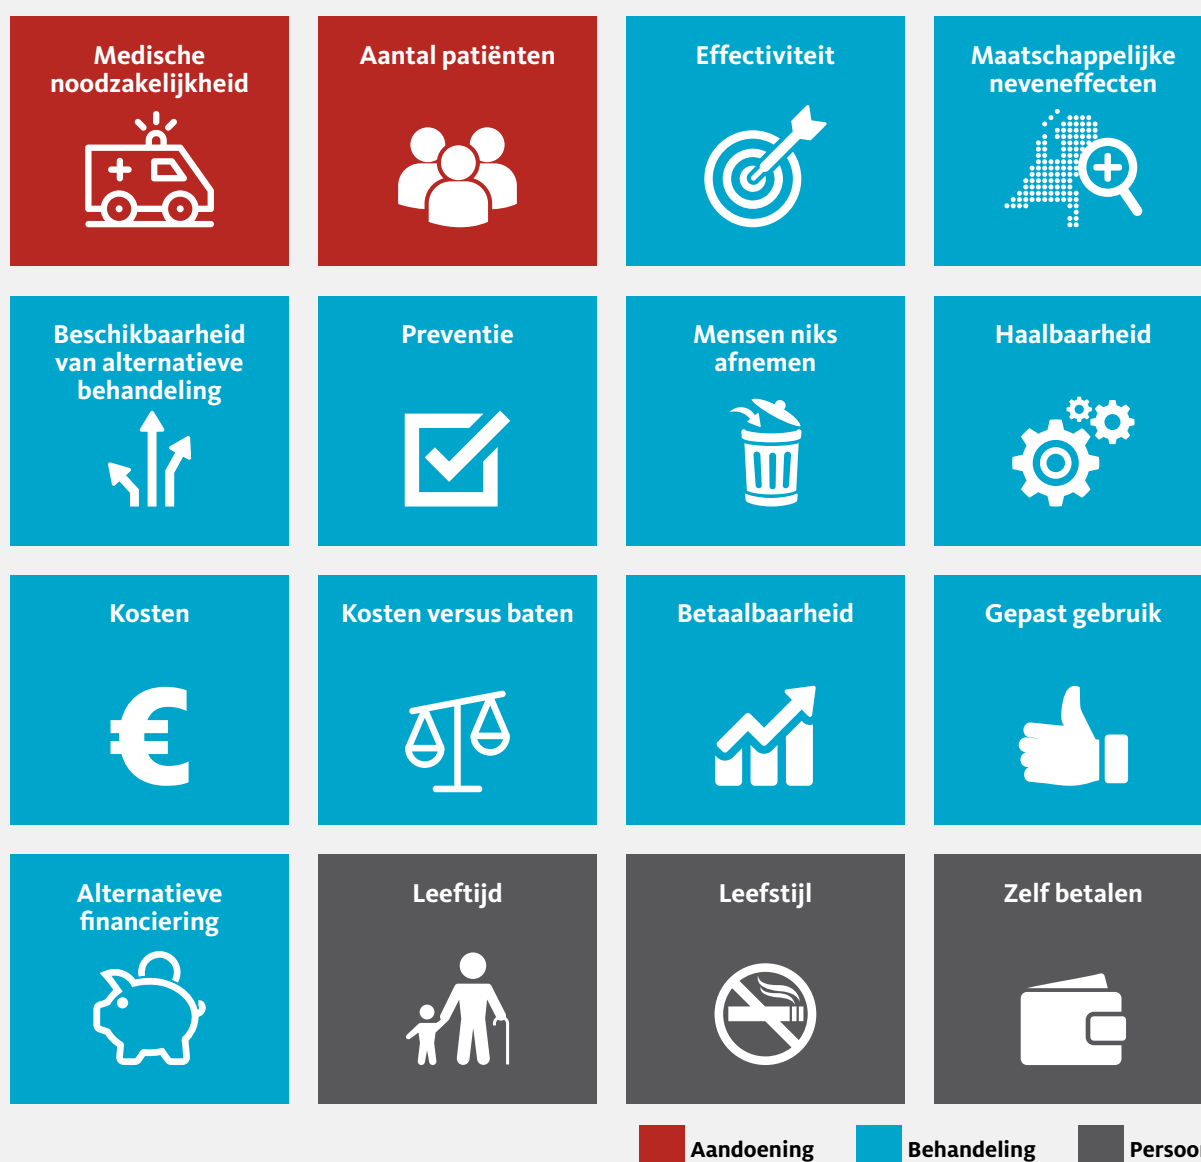 Medische
noodzakelijkheid
Aantal patiënten
Effectiviteit
Maatschappelijke
neveneffecten
Beschikbaarheid
van alternatieve
behandeling
Preventie
Mensen niks
afnemen
Haalbaarheid
Kosten
€
Kosten versus baten
Betaalbaarheid
Gepast gebruik
Alternatieve
financiering
Leeftijd
Leefstijl
Zelf betalen
Aandoening
Behandeling